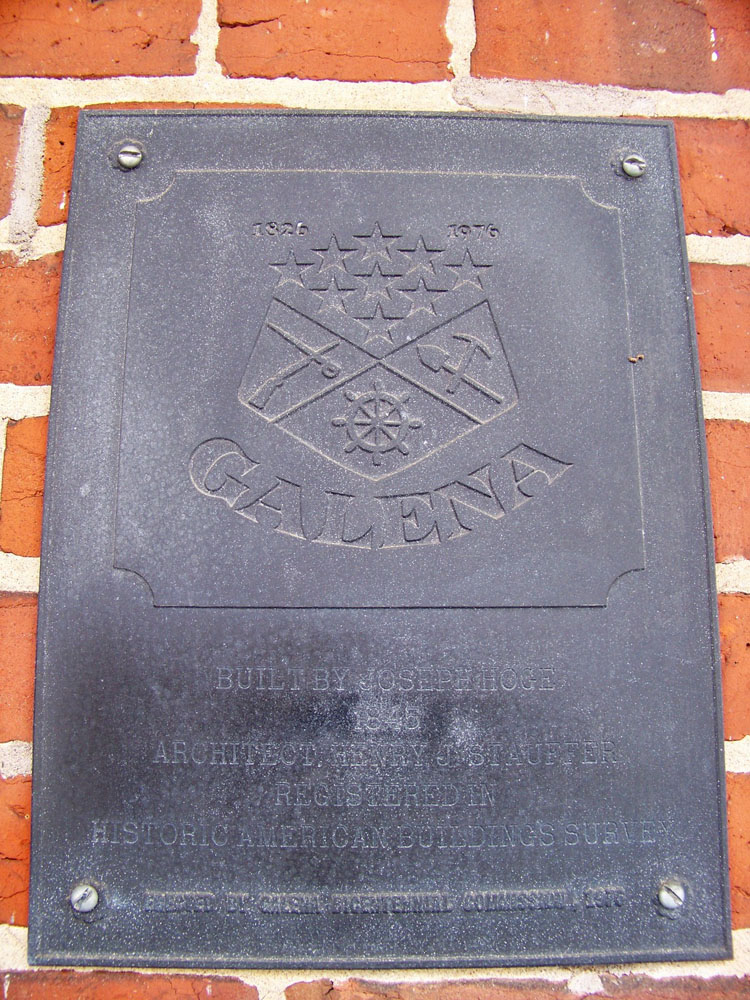 1826 1976
GALENA
BUILT BY JOSEPH HOGE
1845
ARCHITECT, HENRY J. STAUFFER
REGISTERED IN
HISTORIC AMERICAN BUILDINGS SURVEY
BY GALENA BICENTENNIAL COMMISSION, 1976